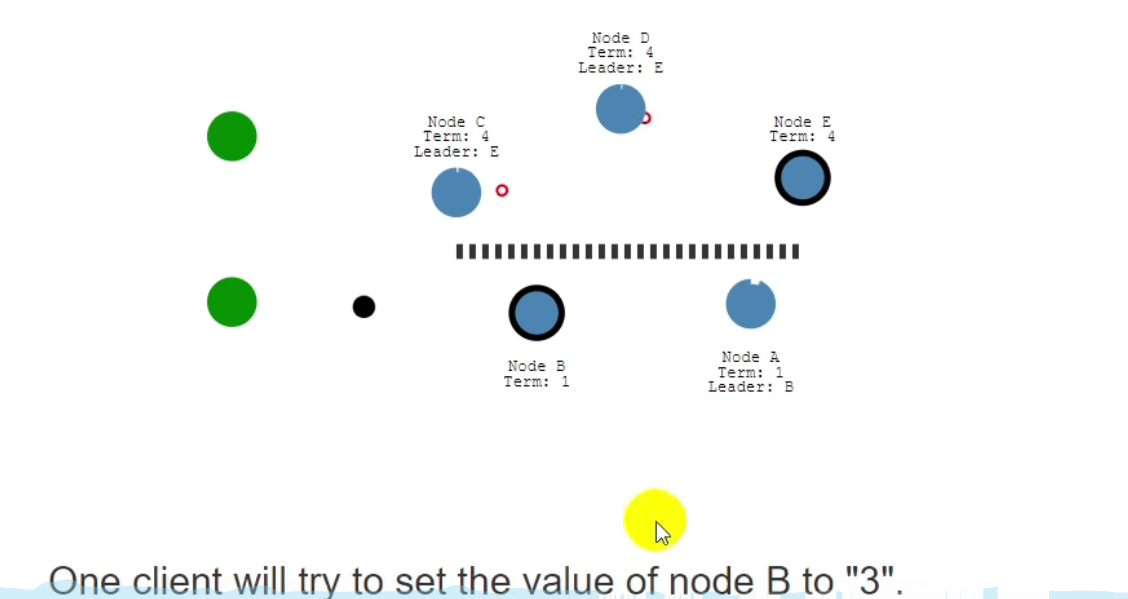 Node D
Term: 4
Leader: E
Node C
Term: 4
Leader: E
Node E
Term: 4
Node B
Term: 1
Node A
Term: 1
Leader: B
One client will try to set the value of node B to "3".